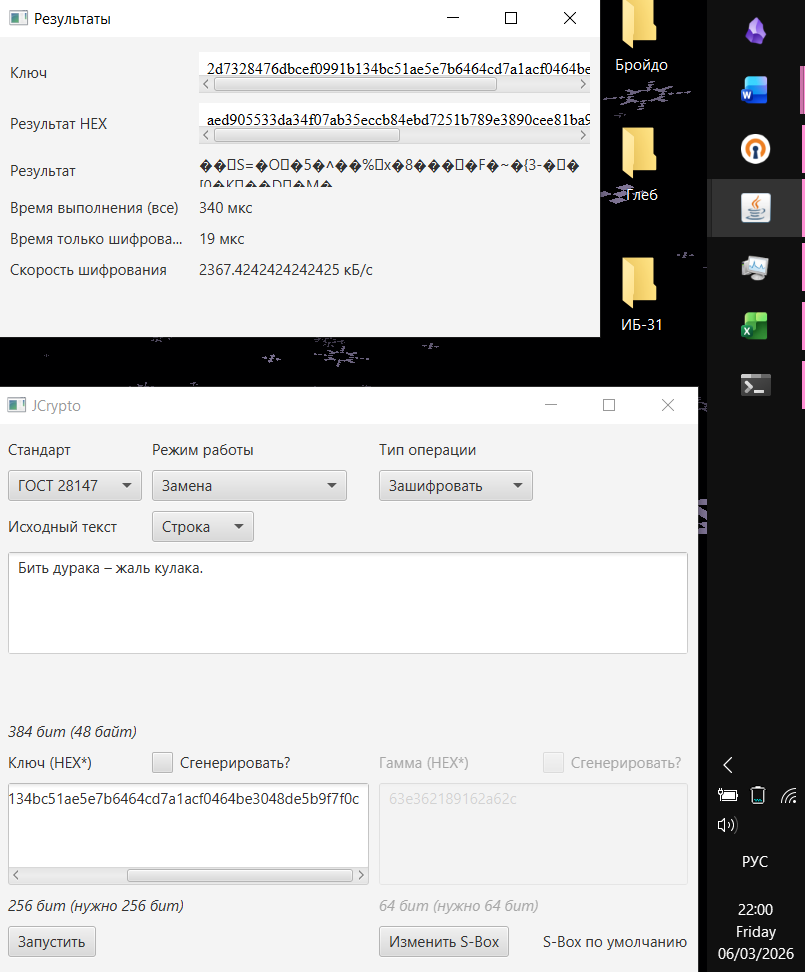 Результаты
Ключ
2d7328476dbcef0991b134bc51ae5e7b6464cd7a1acf0464be
Результат HEX
aed905533da34f07ab35eccb84ebd7251b789e3890cee81ba9
Результат
Время выполнения (все) 340 мкс
Время только шифрова... 19 мкс
Скорость шифрования 2367.4242424242425 кБ/с
Бройдо
Глеб
ИБ-31
JCrypto
Стандарт Режим работы Тип операции
ГОСТ 28147 Замена Зашифровать
Исходный текст Строка
Бить дурака – жаль кулака.
384 бит (48 байт)
Ключ (HEX*) Сгенерировать? Гамма (HEX*) Сгенерировать?
134bc51ae5e7b6464cd7a1acf0464be3048de5b9f7f0c 63e362189162a62c
256 бит (нужно 256 бит) 64 бит (нужно 64 бит)
Запустить Изменить S-Box S-Box по умолчанию
РУС
22:00
Friday
06/03/2026